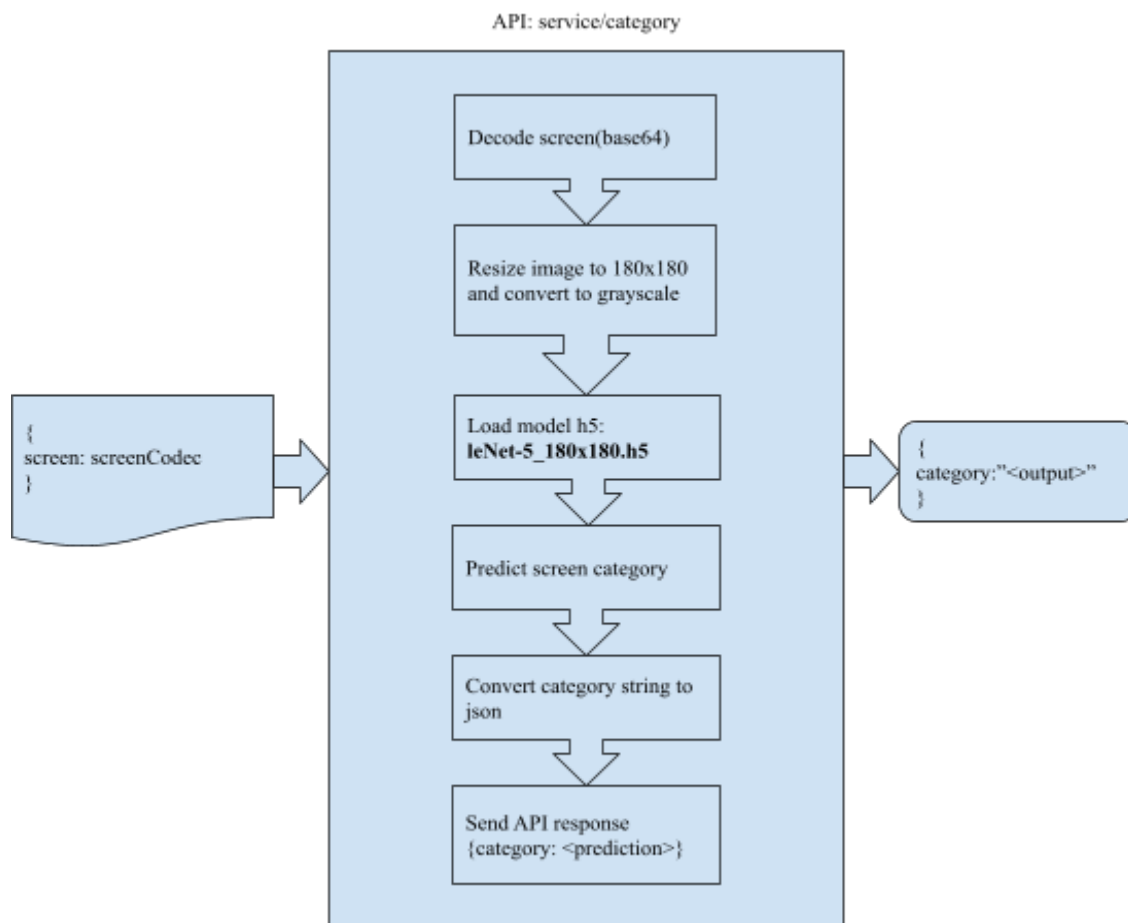 API: service/category
{
screen: screenCodec
}
Decode screen(base64)
Resize image to 180x180
and convert to grayscale
Load model h5:
leNet-5_180x180.h5
Predict screen category
Convert category string to
json
Send API response
{category: <prediction>}
{
category:”<output>”
}